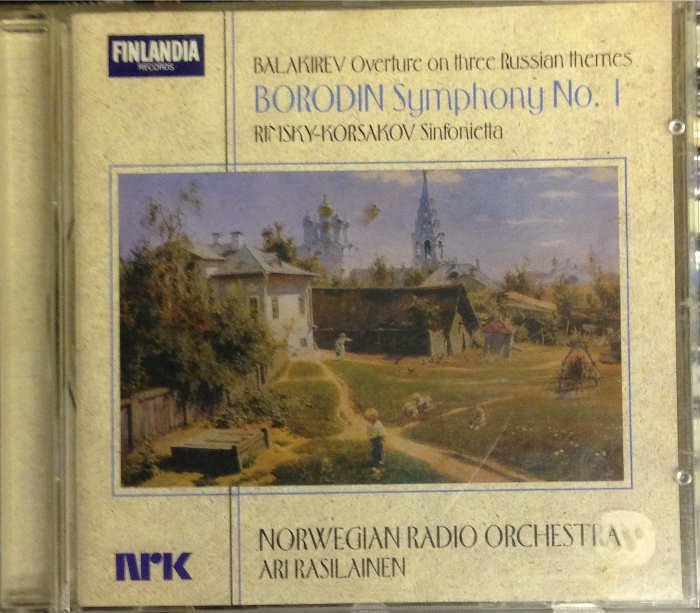 FINLANDIA
RECORDS
BALAKIREV Overture on three Russian themes
BORODIN Symphony No. 1
RIMSKY-KORSAKOV Sinfonietta
NORWEGIAN RADIO ORCHESTRA
ARI RASILAINEN
NRK